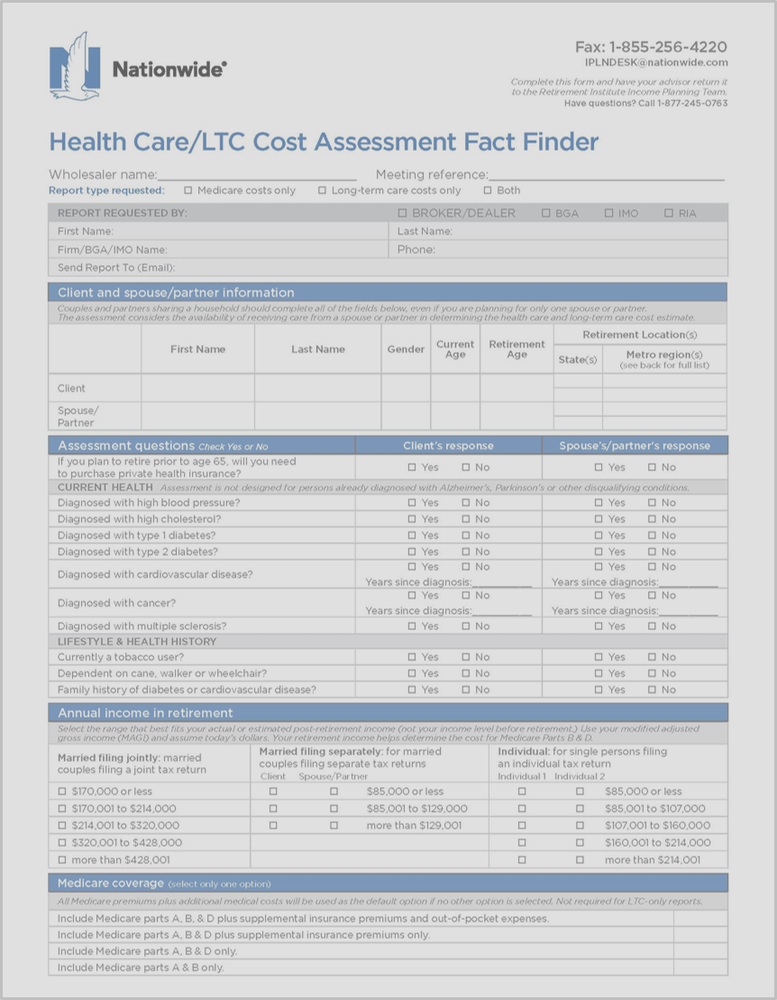 Nationwide®
Fax: 1-855-256-4220
IPLNDESK@nationwide.com
Complete this form and have your advisor return it
to the Retirement Institute Income Planning Team.
Have questions? Call 1-877-245-0763
Health Care/LTC Cost Assessment Fact Finder
Wholesaler name: Meeting reference:
Report type requested: Medicare costs only Long-term care costs only Both
REPORT REQUESTED BY: BROKER/DEALER BGA IMO RIA
First Name: Last Name:
Firm/BGA/IMO Name: Phone:
Send Report To (Email):
Client and spouse/partner information
Couples and partners sharing a household should complete all of the fields below, even if you are planning for only one spouse or partner.
The assessment considers the availability of receiving care from a spouse or partner in determining the health care and long-term care cost estimate.
First Name Last Name Gender Current Age Retirement Age Retirement Location(s)
State(s) Metro region(s)
(see back for full list)
Client
Spouse/
Partner
Assessment questions Check Yes or No Client's response Spouse's/partner's response
If you plan to retire prior to age 65, will you need
to purchase private health insurance? Yes No Yes No
CURRENT HEALTH Assessment is not designed for persons already diagnosed with Alzheimer's, Parkinson's or other disqualifying conditions.
Diagnosed with high blood pressure? Yes No Yes No
Diagnosed with high cholesterol? Yes No Yes No
Diagnosed with type 1 diabetes? Yes No Yes No
Diagnosed with type 2 diabetes? Yes No Yes No
Diagnosed with cardiovascular disease? Yes No Yes No
Years since diagnosis: Years since diagnosis:
Diagnosed with cancer? Yes No Yes No
Years since diagnosis: Years since diagnosis:
Diagnosed with multiple sclerosis? Yes No Yes No
LIFESTYLE & HEALTH HISTORY
Currently a tobacco user? Yes No Yes No
Dependent on cane, walker or wheelchair? Yes No Yes No
Family history of diabetes or cardiovascular disease? Yes No Yes No
Annual income in retirement
Select the range that best fits your actual or estimated post-retirement income (not your income level before retirement.) Use your modified adjusted
gross income (MAGI) and assume today's dollars. Your retirement income helps determine the cost for Medicare Parts B & D.
Married filing jointly: married
couples filing a joint tax return
Married filing separately: for married
couples filing separate tax returns
Client Spouse/Partner
Individual: for single persons filing
an individual tax return
Individual 1 Individual 2
$170,000 or less $85,000 or less $85,000 or less
$170,001 to $214,000 $85,001 to $129,000 $85,001 to $107,000
$214,001 to $320,000 more than $129,001 $107,001 to $160,000
$320,001 to $428,000 $160,001 to $214,000
more than $428,001 more than $214,001
Medicare coverage (select only one option)
All Medicare premiums plus additional medical costs will be used as the default option if no other option is selected. Not required for LTC-only reports.
Include Medicare parts A, B, & D plus supplemental insurance premiums and out-of-pocket expenses.
Include Medicare parts A, B & D plus supplemental insurance premiums only.
Include Medicare parts A, B & D only.
Include Medicare parts A & B only.